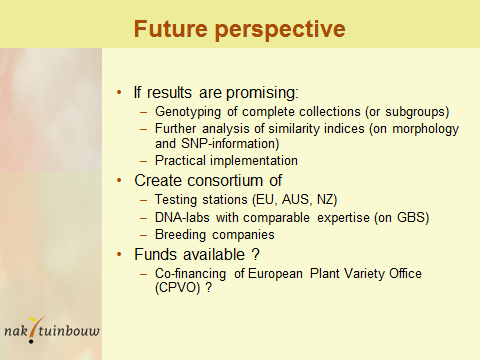 Future perspective
• If results are promising:
– Genotyping of complete collections (or subgroups)
– Further analysis of similarity indices (on morphology
and SNP-information)
– Practical implementation
• Create consortium of
– Testing stations (EU, AUS, NZ)
– DNA-labs with comparable expertise (on GBS)
– Breeding companies
• Funds available ?
– Co-financing of European Plant Variety Office
(CPVO) ?
nak tuinbouw